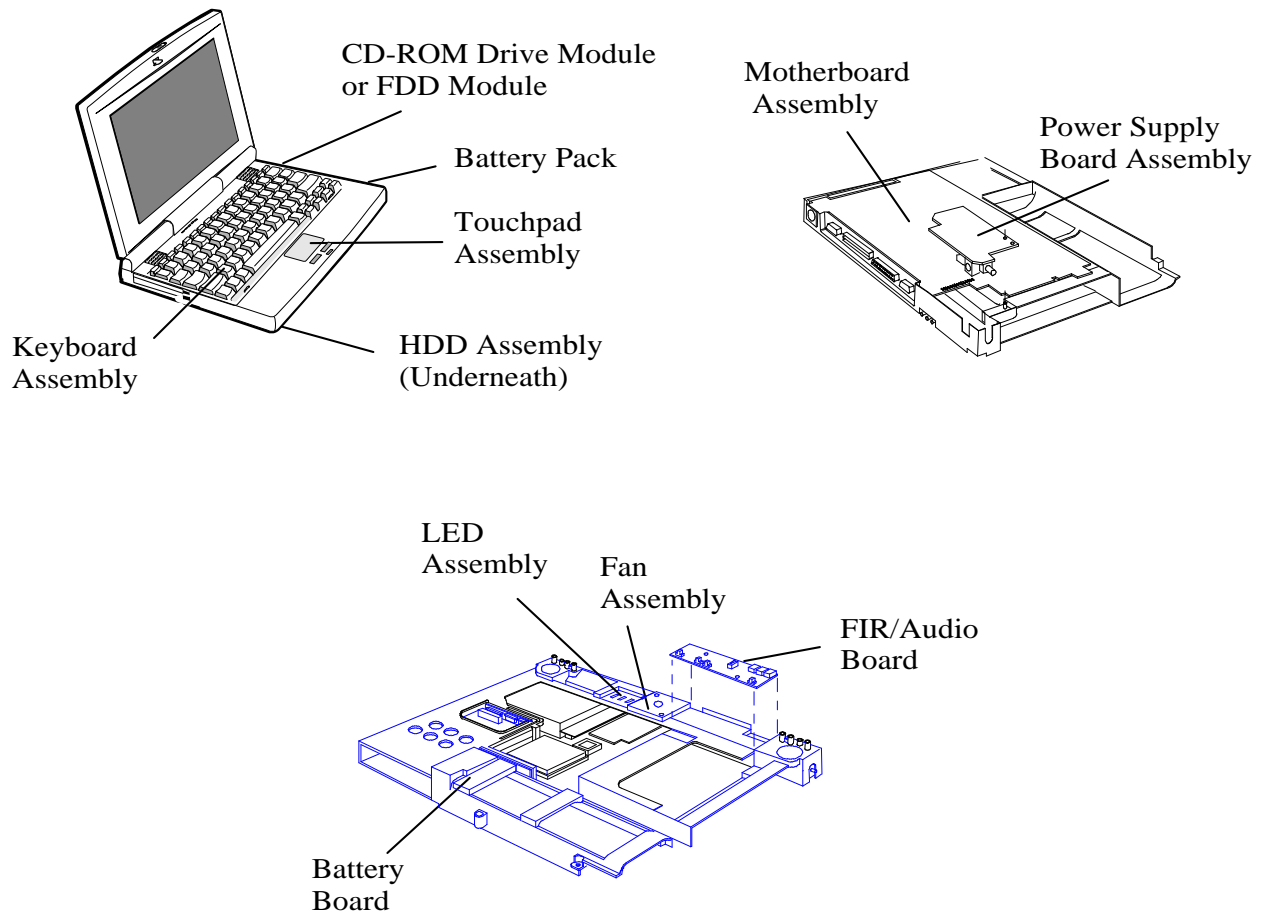 CD-ROM Drive Module
or FDD Module
Battery Pack
Touchpad
Assembly
HDD Assembly
(Underneath)
Keyboard
Assembly
Motherboard
Assembly
Power Supply
Board Assembly
LED
Assembly
Fan
Assembly
FIR/Audio
Board
Battery
Board